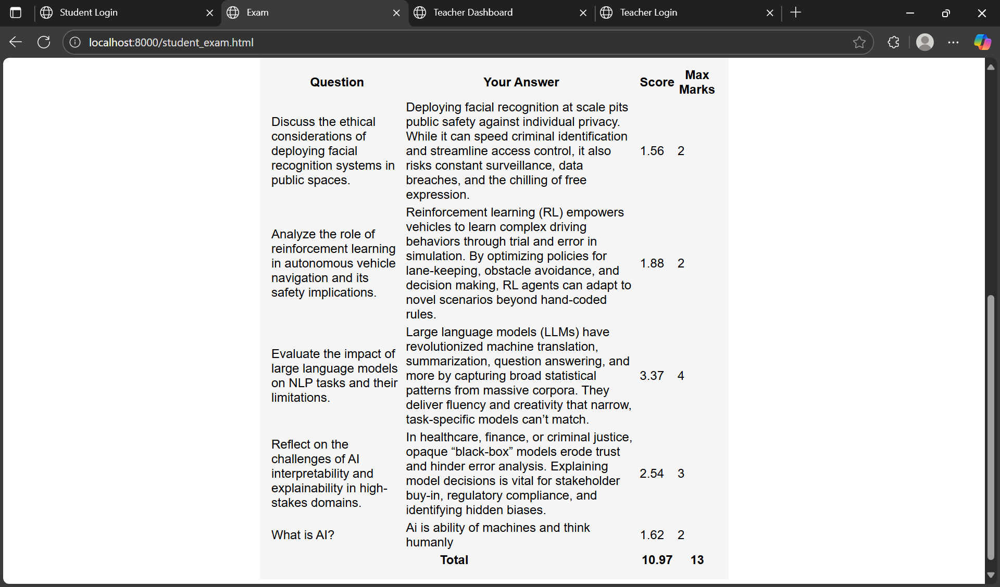 Student Login
Exam
Teacher Dashboard
Teacher Login
localhost:8000/student_exam.html
Question
Your Answer
Score
Max
Marks
Discuss the ethical
considerations of
deploying facial
recognition systems in
public spaces.
Deploying facial recognition at scale pits
public safety against individual privacy.
While it can speed criminal identification
and streamline access control, it also
risks constant surveillance, data
breaches, and the chilling of free
expression.
1.56
2
Analyze the role of
reinforcement learning
in autonomous vehicle
navigation and its
safety implications.
Reinforcement learning (RL) empowers
vehicles to learn complex driving
behaviors through trial and error in
simulation. By optimizing policies for
lane-keeping, obstacle avoidance, and
decision making, RL agents can adapt to
novel scenarios beyond hand-coded
rules.
1.88
2
Evaluate the impact of
large language models
on NLP tasks and their
limitations.
Large language models (LLMs) have
revolutionized machine translation,
summarization, question answering, and
more by capturing broad statistical
patterns from massive corpora. They
deliver fluency and creativity that narrow,
task-specific models can’t match.
3.37
4
Reflect on the
challenges of AI
interpretability and
explainability in high-
stakes domains.
In healthcare, finance, or criminal justice,
opaque “black-box” models erode trust
and hinder error analysis. Explaining
model decisions is vital for stakeholder
buy-in, regulatory compliance, and
identifying hidden biases.
2.54
3
What is AI?
Ai is ability of machines and think
humanly
1.62
2
Total
10.97
13